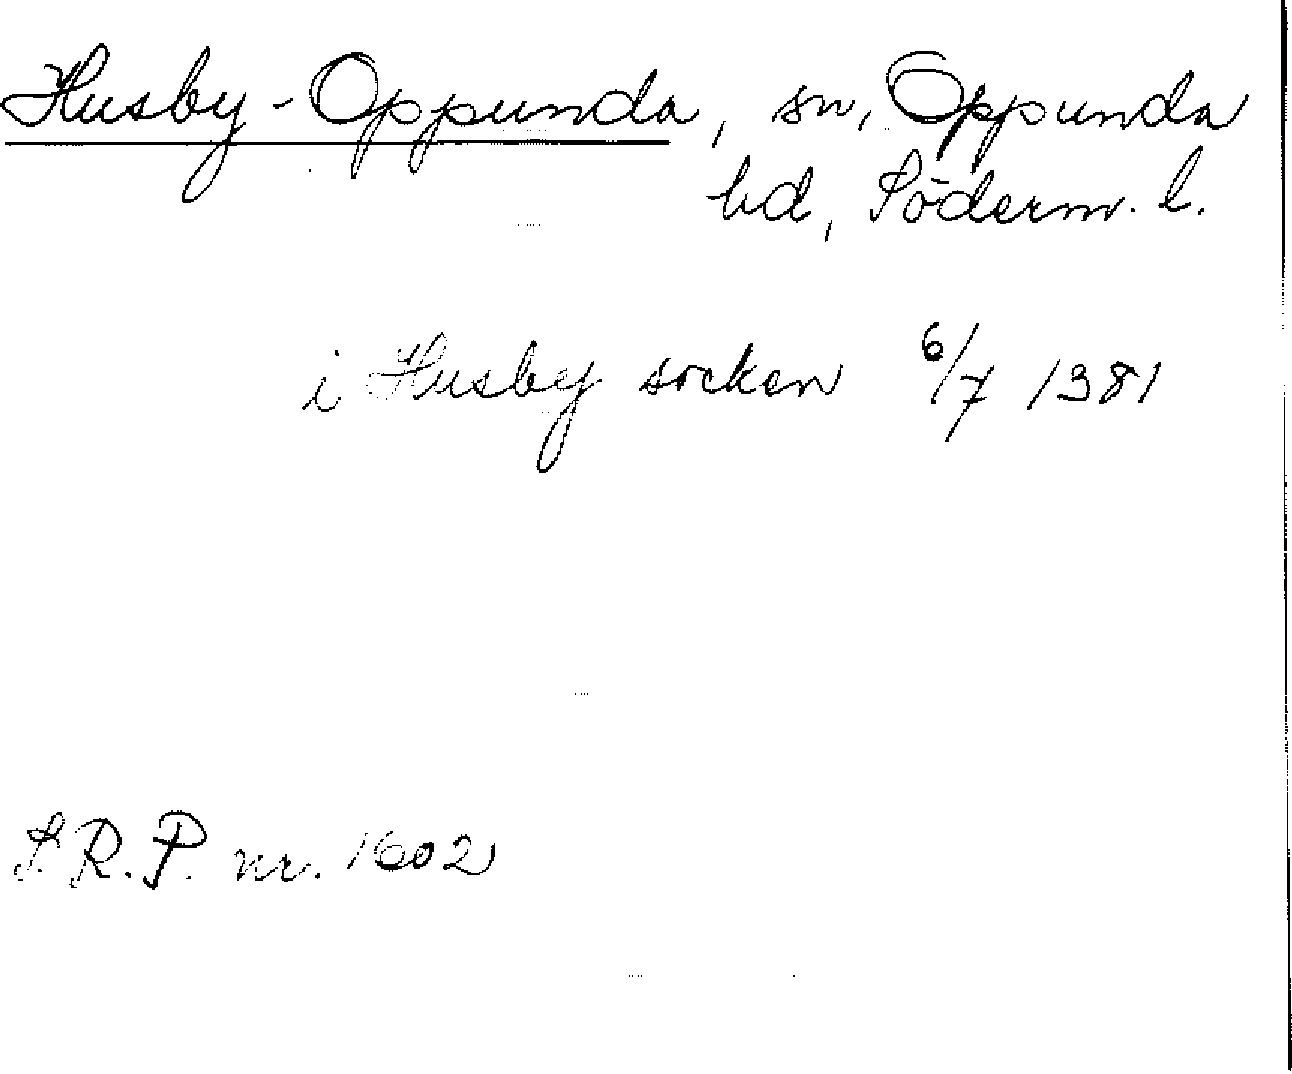 Husby-Oppunda, sn, Oppunda
hd, Söderm. l.
i Husby socken 6/7 1381
S.R.P. nr. 1602